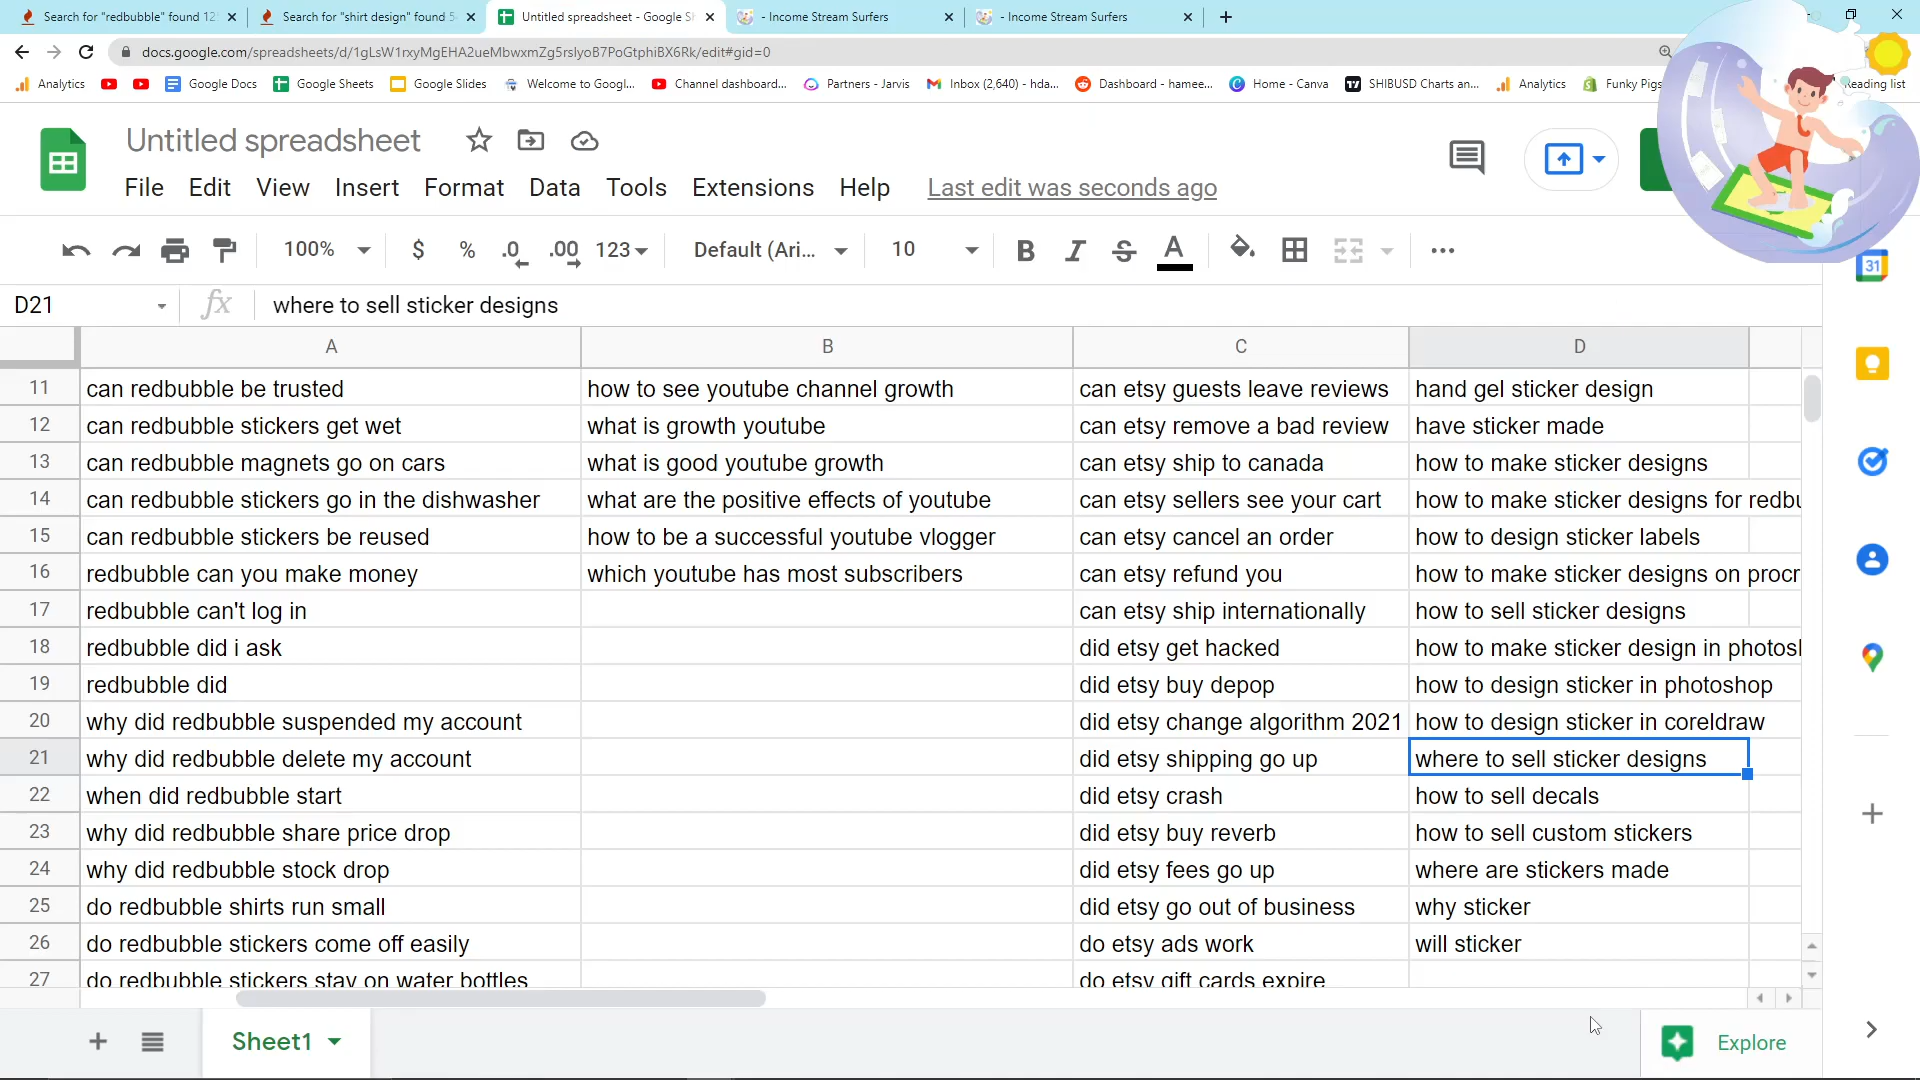 Search for "redbubble" found 12
Search for "shirt design" found 5
Untitled spreadsheet - Google S
- Income Stream Surfers
- Income Stream Surfers
docs.google.com/spreadsheets/d/1gLsW1rxyMgEHA2ueMbwxmZg5rslyoB7PoGtphiBX6Rk/edit#gid=0
Analytics
Google Docs
Google Sheets
Google Slides
Welcome to Googl...
Channel dashboard...
Partners - Jarvis
Inbox (2,640) - hda...
Dashboard - hamee...
Home - Canva
SHIBUSD Charts an...
Analytics
Funky Pigs
Reading list
Untitled spreadsheet
File Edit View Insert Format Data Tools Extensions Help Last edit was seconds ago
100% $ % .0 .00 123 Default (Ari... 10 B I S A
31
D21 fx where to sell sticker designs
A B C D
11 can redbubble be trusted how to see youtube channel growth can etsy guests leave reviews hand gel sticker design
12 can redbubble stickers get wet what is growth youtube can etsy remove a bad review have sticker made
13 can redbubble magnets go on cars what is good youtube growth can etsy ship to canada how to make sticker designs
14 can redbubble stickers go in the dishwasher what are the positive effects of youtube can etsy sellers see your cart how to make sticker designs for redbu
15 can redbubble stickers be reused how to be a successful youtube vlogger can etsy cancel an order how to design sticker labels
16 redbubble can you make money which youtube has most subscribers can etsy refund you how to make sticker designs on procr
17 redbubble can't log in can etsy ship internationally how to sell sticker designs
18 redbubble did i ask did etsy get hacked how to make sticker design in photosl
19 redbubble did did etsy buy depop how to design sticker in photoshop
20 why did redbubble suspended my account did etsy change algorithm 2021 how to design sticker in coreldraw
21 why did redbubble delete my account did etsy shipping go up where to sell sticker designs
22 when did redbubble start did etsy crash how to sell decals
23 why did redbubble share price drop did etsy buy reverb how to sell custom stickers
24 why did redbubble stock drop did etsy fees go up where are stickers made
25 do redbubble shirts run small did etsy go out of business why sticker
26 do redbubble stickers come off easily do etsy ads work will sticker
27 do redbubble stickers stay on water bottles do etsy gift cards expire
Sheet1
Explore